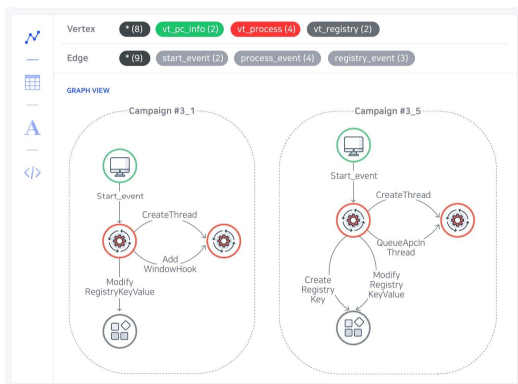 Vertex * (8) vt_pc_info (2) vt_process (4) vt_registry (2)
Edge * (9) start_event (2) process_event (4) registry_event (3)
A
</>
GRAPH VIEW
Campaign #3_1
Start_event
CreateThread
Add
WindowHook
Modify
RegistryKeyValue
Campaign #3_5
Start_event
CreateThread
QueueApcIn
Thread
Create
Registry
Key
Modify
Registry
KeyValue